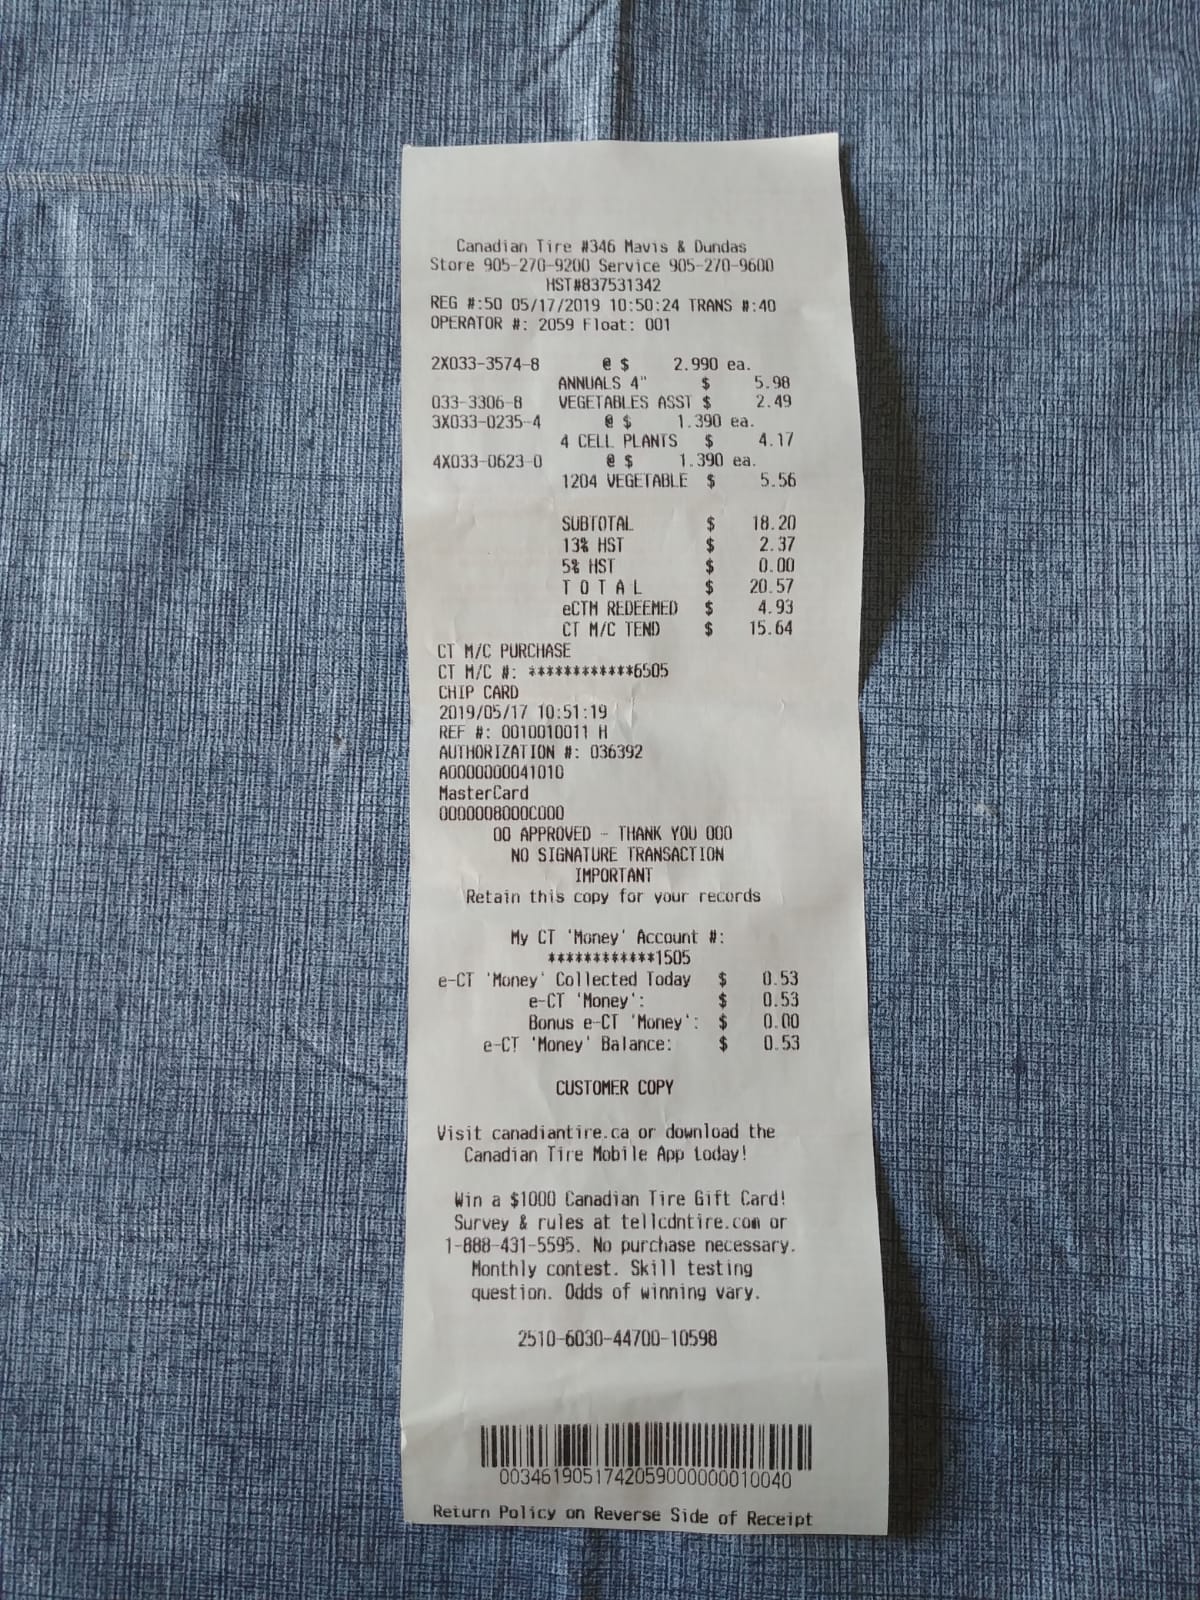 Canadian Tire #346 Mavis & Dundas
Store 905-270-9200 Service 905-270-9600
HST#837531342
REG #:50 05/17/2019 10:50:24 TRANS #:40
OPERATOR #: 2059 Float: 001
2X033-3574-8 @ $ 2.990 ea.
ANNUALS 4" $ 5.98
033-3306-8 VEGETABLES ASST $ 2.49
3X033-0235-4 @ $ 1.390 ea.
4 CELL PLANTS $ 4.17
4X033-0623-0 @ $ 1.390 ea.
1204 VEGETABLE $ 5.56
SUBTOTAL $ 18.20
13% HST $ 2.37
5% HST $ 0.00
T O T A L $ 20.57
eCTM REDEEMED $ 4.93
CT M/C TEND $ 15.64
CT M/C PURCHASE
CT M/C #: ************6505
CHIP CARD
2019/05/17 10:51:19
REF #: 0010010011 H
AUTHORIZATION #: 036392
A0000000041010
MasterCard
0000008000C000
00 APPROVED - THANK YOU 000
NO SIGNATURE TRANSACTION
IMPORTANT
Retain this copy for your records
My CT 'Money' Account #:
************1505
e-CT 'Money' Collected Today $ 0.53
e-CT 'Money': $ 0.53
Bonus e-CT 'Money': $ 0.00
e-CT 'Money' Balance: $ 0.53
CUSTOMER COPY
Visit canadiantire.ca or download the
Canadian Tire Mobile App today!
Win a $1000 Canadian Tire Gift Card!
Survey & rules at tellcdntire.com or
1-888-431-5595. No purchase necessary.
Monthly contest. Skill testing
question. Odds of winning vary.
2510-6030-44700-10598
0034619051742059000000010040
Return Policy on Reverse Side of Receipt